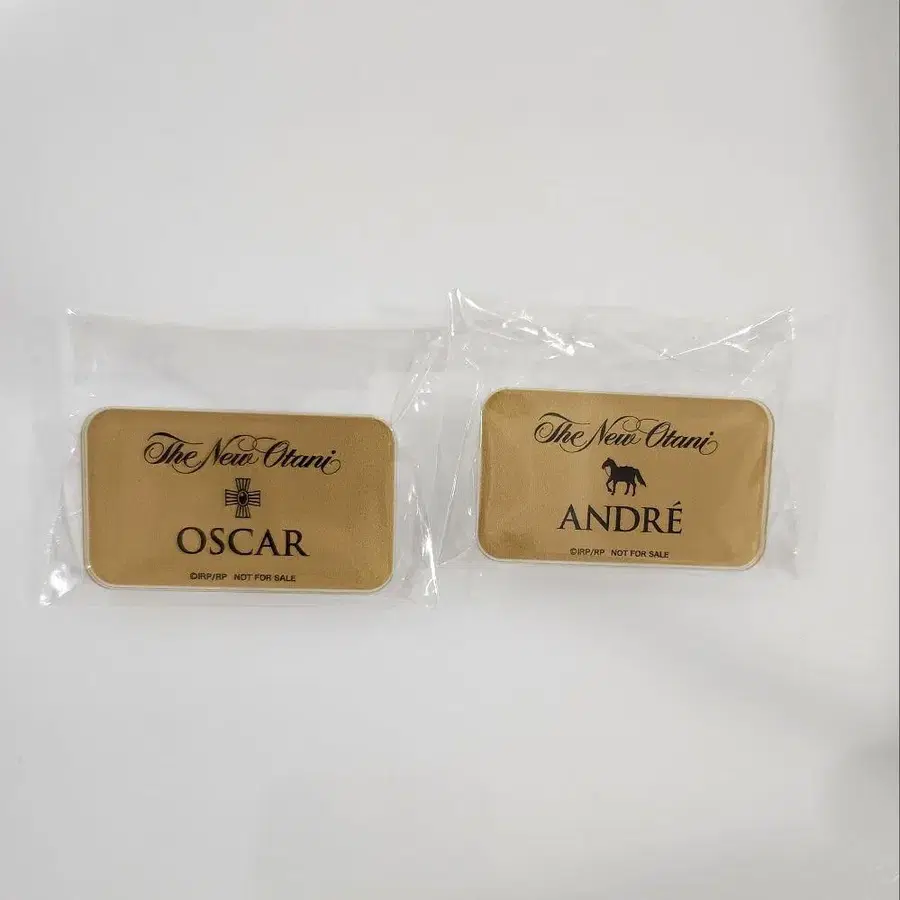 The New Otani
OSCAR
©IRP/RP NOT FOR SALE
The New Otani
ANDRÉ
©IRP/RP NOT FOR SALE